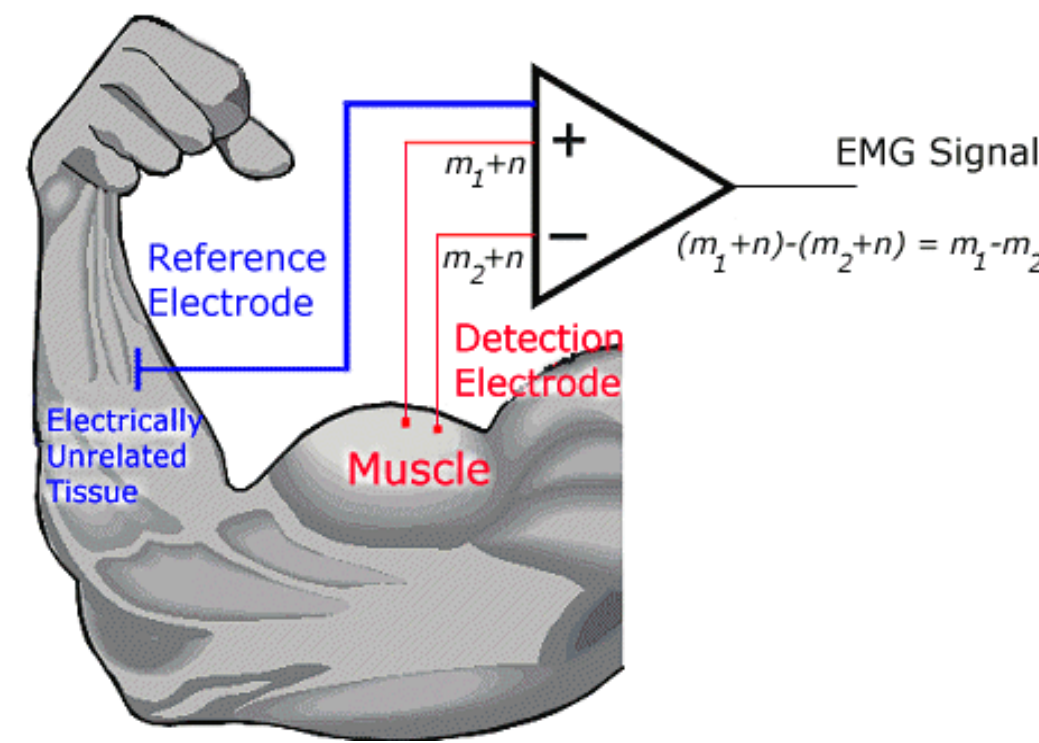 +
m₁+n
EMG Signal
−
m₂+n
(m₁+n)-(m₂+n) = m₁-m₂
Reference
Electrode
Detection
Electrode
Electrically
Unrelated
Tissue
Muscle